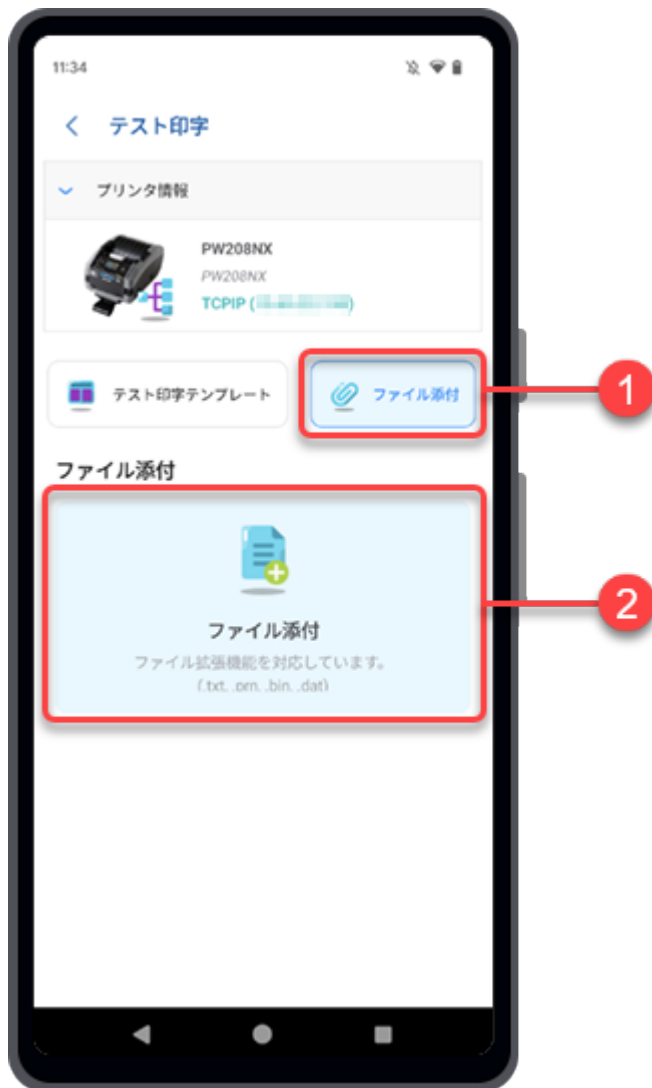 11:34
テスト印字
プリンタ情報
PW208NX
PW208NX
TCPIP ( )
テスト印字テンプレート
ファイル添付
1
ファイル添付
ファイル添付
ファイル拡張機能を対応しています。
(.txt, .prn, .bin, .dat)
2